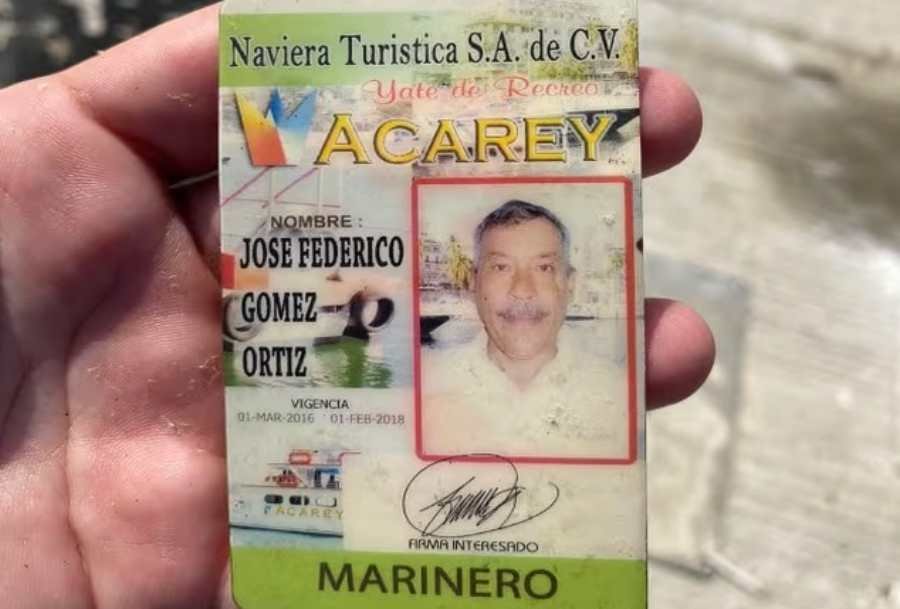 Naviera Turistica S.A. de C.V.
Yate de Recreo
ACAREY
NOMBRE :
JOSE FEDERICO
GOMEZ
ORTIZ
VIGENCIA
01-MAR-2016 01-FEB-2018
ACAREY
FIRMA INTERESADO
MARINERO